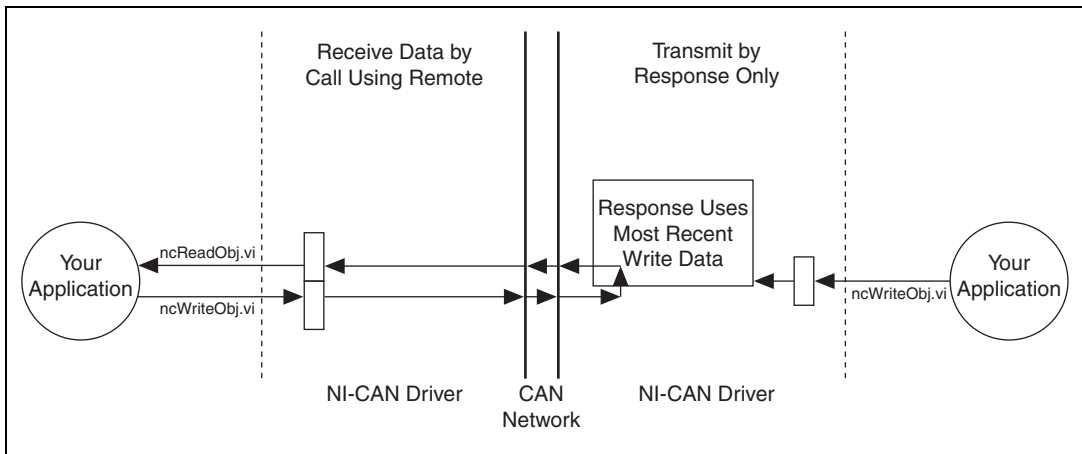 Receive Data by
Call Using Remote
Transmit by
Response Only
Your
Application
ncReadObj.vi
ncWriteObj.vi
Response Uses
Most Recent
Write Data
ncWriteObj.vi
Your
Application
NI-CAN Driver
CAN
Network
NI-CAN Driver